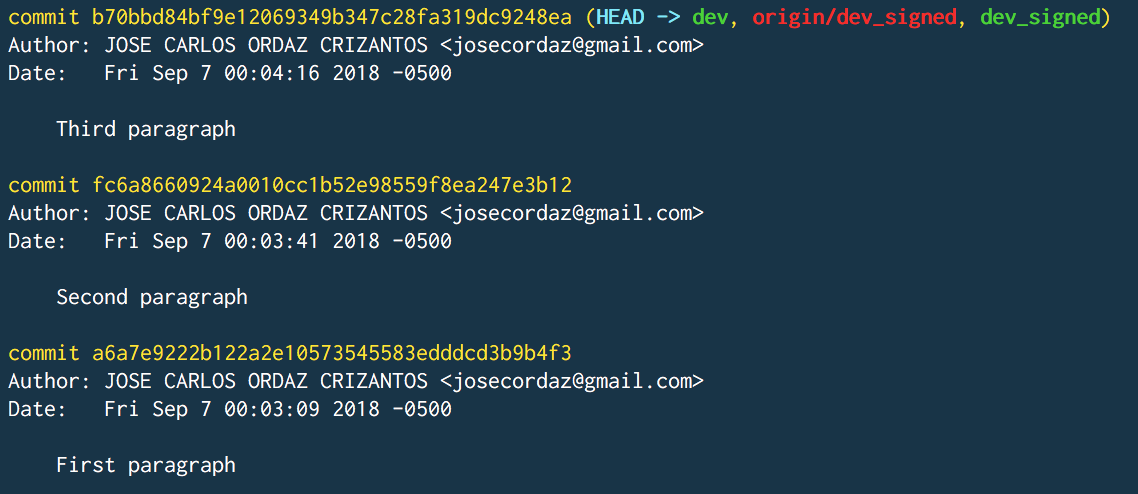 commit b70bbd84bf9e12069349b347c28fa319dc9248ea (HEAD -> dev, origin/dev_signed, dev_signed)
Author: JOSE CARLOS ORDAZ CRIZANTOS <josecordaz@gmail.com>
Date:   Fri Sep 7 00:04:16 2018 -0500
Third paragraph
commit fc6a8660924a0010cc1b52e98559f8ea247e3b12
Author: JOSE CARLOS ORDAZ CRIZANTOS <josecordaz@gmail.com>
Date:   Fri Sep 7 00:03:41 2018 -0500
Second paragraph
commit a6a7e9222b122a2e10573545583edddcd3b9b4f3
Author: JOSE CARLOS ORDAZ CRIZANTOS <josecordaz@gmail.com>
Date:   Fri Sep 7 00:03:09 2018 -0500
First paragraph